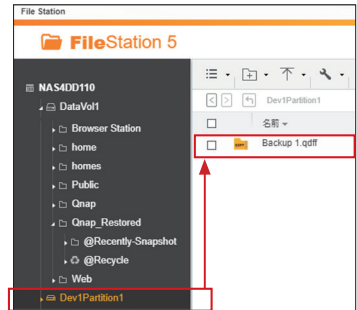 File Station
FileStation 5
NAS4DD110
DataVol1
Browser Station
home
homes
Public
Qnap
Qnap_Restored
@Recently-Snapshot
@Recycle
Web
Dev1Partition1
Dev1Partition1
名前
Backup 1.qdff